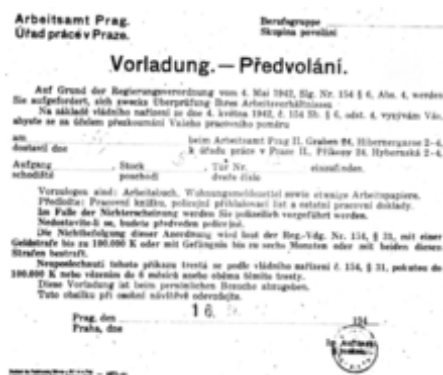 Arbeitsamt Prag.
Úřad práce v Praze.
Berufsgruppe
Skupina povolání
Vorladung. — Předvolání.
Auf Grund der Regierungsverordnung vom 4. Mai 1942, Slg. Nr. 154 § 6, Abs. 4, werden
Sie aufgefordert, sich zwecks Überprüfung Ihres Arbeitsverhältnisses
Na základě vládního nařízení ze dne 4. května 1942, č. 154 Sb. § 6, odst. 4, vyzývám Vás,
abyste se za účelem přezkoumání Vašeho pracovního poměru
am beim Arbeitsamt Prag II. Graben 24, Hibernergasse 2–4,
dostavil dne k úřadu práce v Praze II., Příkopy 24, Hybernská 2–4,
Aufgang , Stock , Tür Nr. einzufinden.
schodiště poschodí dveře číslo
Vorzulegen sind: Arbeitsbuch, Wohnungsmeldzettel sowie etwaige Arbeitspapiere.
Předložte: Pracovní knížku, policejní přihlašovací list a ostatní pracovní doklady.
Im Falle der Nichterscheinung werden Sie polizeilich vorgeführt werden.
Nedostavíte-li se, budete předveden policejně.
Die Nichtbefolgung dieser Anordnung wird laut der Reg.-Vdg. Nr. 154, § 31, mit einer
Geldstrafe bis zu 100.000 K oder mit Gefängnis bis zu sechs Monaten oder mit beiden diesen
Strafen bestraft.
Neuposlechnutí tohoto příkazu trestá se podle vládního nařízení č. 154, § 31, pokutou do
100.000 K nebo vězením do 6 měsíců anebo oběma těmito tresty.
Diese Vorladung ist beim persönlichen Besuche abzugeben.
Tuto obsílku při osobní návštěvě odevzdejte.
16.
Prag, den 194
Praha, dne